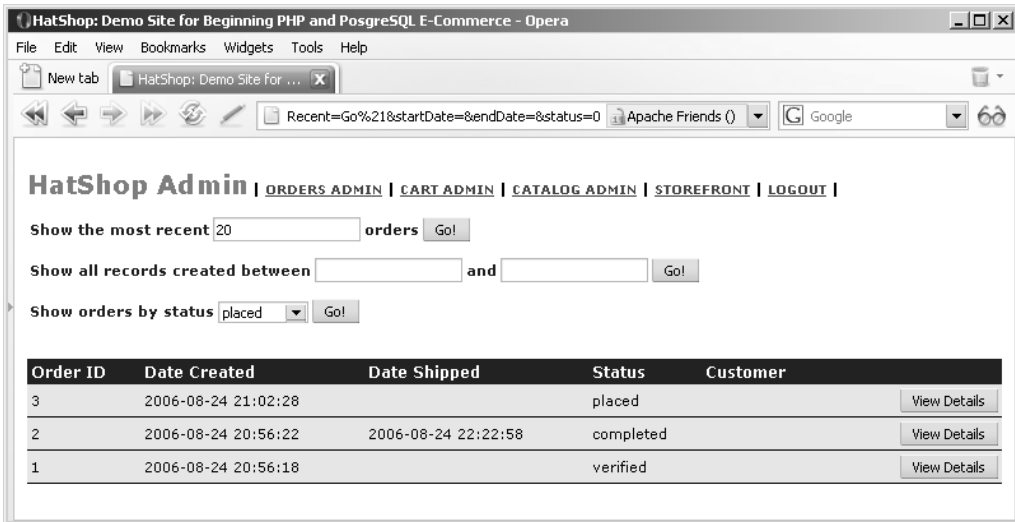 HatShop: Demo Site for Beginning PHP and PosgreSQL E-Commerce - Opera
File Edit View Bookmarks Widgets Tools Help
New tab HatShop: Demo Site for ...
Recent=Go%21&startDate=&endDate=&status=0 Apache Friends () G Google
HatShop Admin | ORDERS ADMIN | CART ADMIN | CATALOG ADMIN | STOREFRONT | LOGOUT |
Show the most recent 20 orders Go!
Show all records created between and Go!
Show orders by status placed Go!
Order ID Date Created Date Shipped Status Customer
3 2006-08-24 21:02:28 placed View Details
2 2006-08-24 20:56:22 2006-08-24 22:22:58 completed View Details
1 2006-08-24 20:56:18 verified View Details